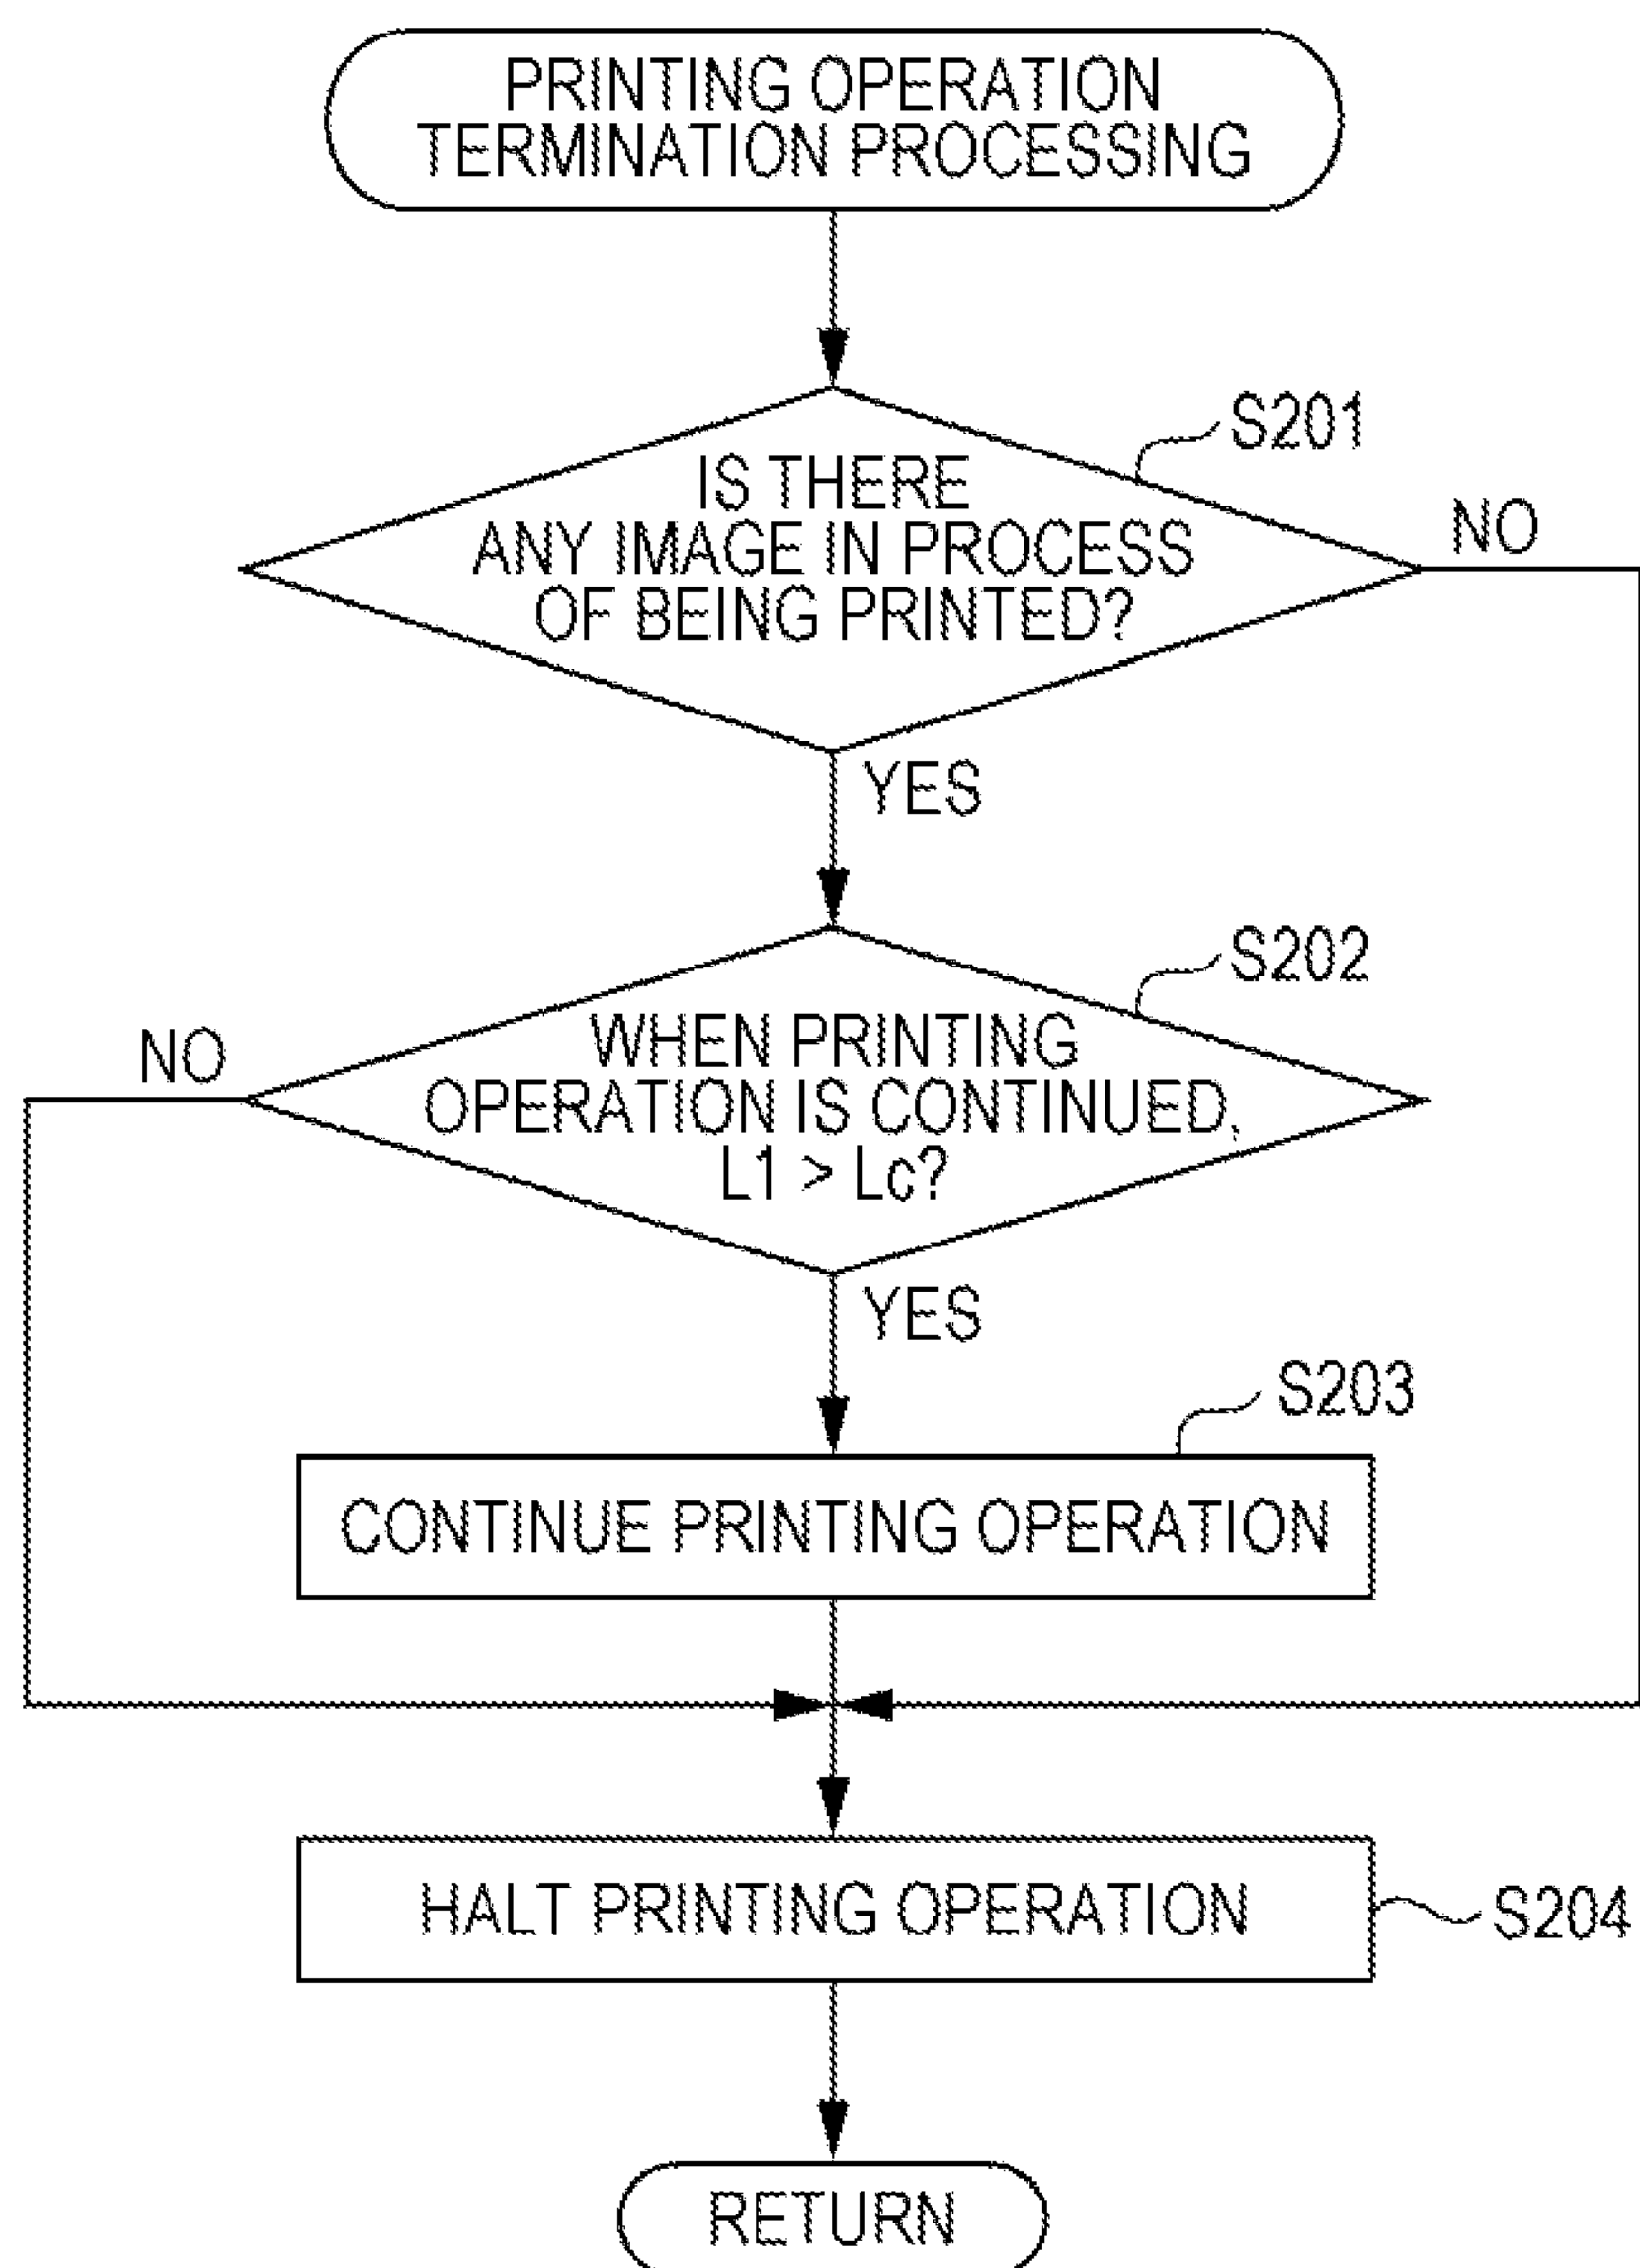 PRINTING OPERATION
TERMINATION PROCESSING
S201
IS THERE
ANY IMAGE IN PROCESS
OF BEING PRINTED?
NO
YES
S202
WHEN PRINTING
OPERATION IS CONTINUED,
L1 > Lc?
NO
YES
S203
CONTINUE PRINTING OPERATION
HALT PRINTING OPERATION
S204
RETURN